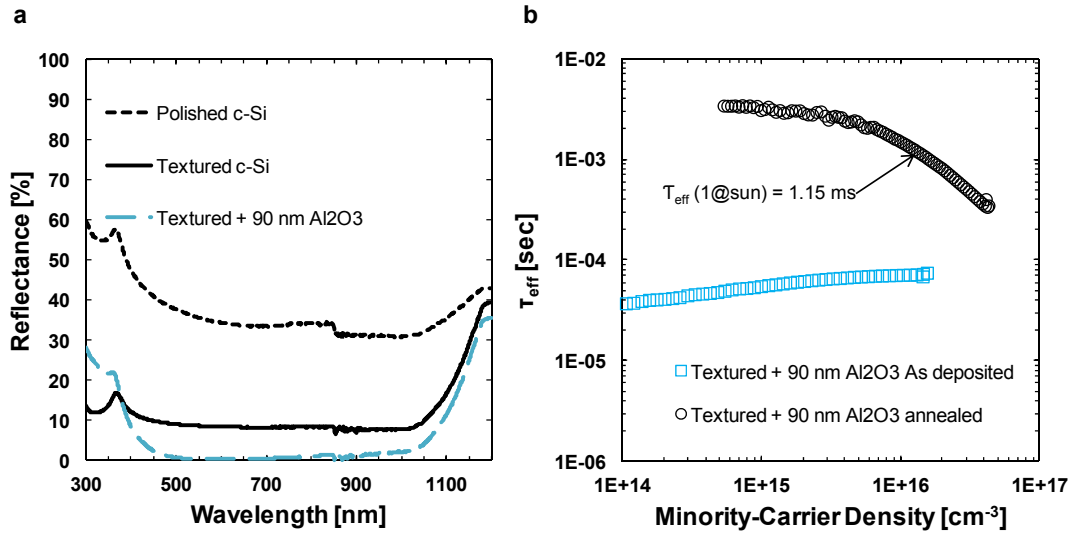 a
100
90
80
70
60
50
40
30
20
10
0
Reflectance [%]
Polished c-Si
Textured c-Si
Textured + 90 nm Al2O3
300
500
700
900
1100
Wavelength [nm]
b
1E-02
1E-03
1E-04
1E-05
1E-06
τeff [sec]
Τeff (1@sun) = 1.15 ms
Textured + 90 nm Al2O3 As deposited
Textured + 90 nm Al2O3 annealed
1E+14
1E+15
1E+16
1E+17
Minority-Carrier Density [cm-3]